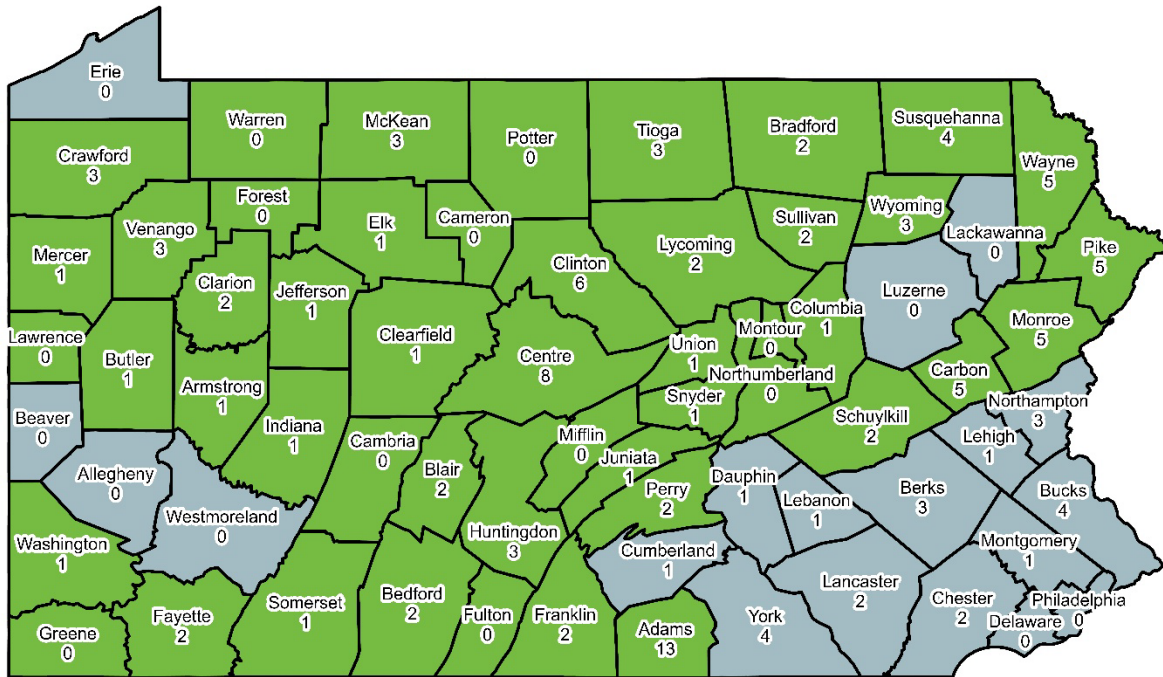 Erie
0
Warren
0
McKean
3
Potter
0
Tioga
3
Bradford
2
Susquehanna
4
Wayne
5
Crawford
3
Forest
0
Venango
3
Elk
1
Cameron
0
Clinton
6
Lycoming
2
Sullivan
2
Wyoming
3
Lackawanna
0
Pike
5
Mercer
1
Clarion
2
Jefferson
1
Clearfield
1
Centre
8
Union
1
Montour
0
Columbia
1
Luzerne
0
Monroe
5
Lawrence
0
Butler
1
Armstrong
1
Northumberland
0
Carbon
5
Northampton
3
Beaver
0
Indiana
1
Cambria
0
Blair
2
Mifflin
0
Snyder
1
Juniata
1
Schuylkill
2
Lehigh
1
Allegheny
0
Westmoreland
0
Huntingdon
3
Perry
2
Dauphin
1
Lebanon
1
Berks
3
Bucks
4
Washington
1
Cumberland
1
Montgomery
1
Greene
0
Fayette
2
Somerset
1
Bedford
2
Fulton
0
Franklin
2
Adams
13
York
4
Lancaster
2
Chester
2
Delaware
0
Philadelphia
0